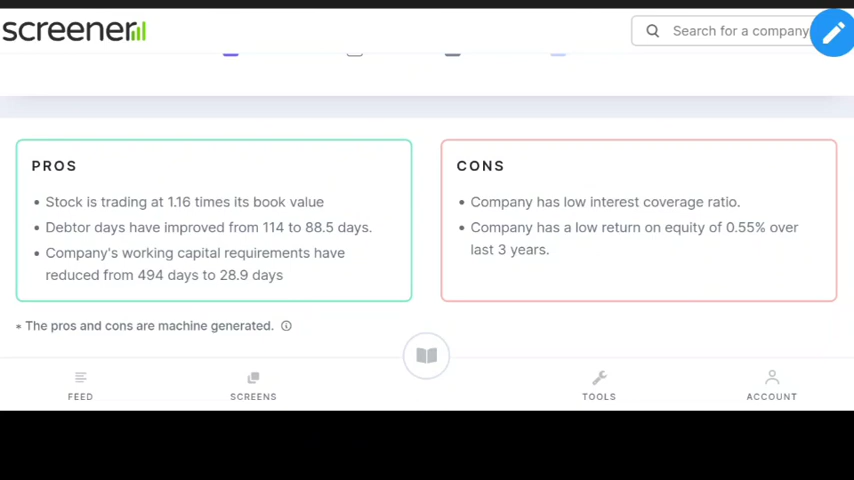 screener
Search for a company
PROS
• Stock is trading at 1.16 times its book value
• Debtor days have improved from 114 to 88.5 days.
• Company's working capital requirements have
reduced from 494 days to 28.9 days
CONS
• Company has low interest coverage ratio.
• Company has a low return on equity of 0.55% over
last 3 years.
* The pros and cons are machine generated.
FEED
SCREENS
TOOLS
ACCOUNT